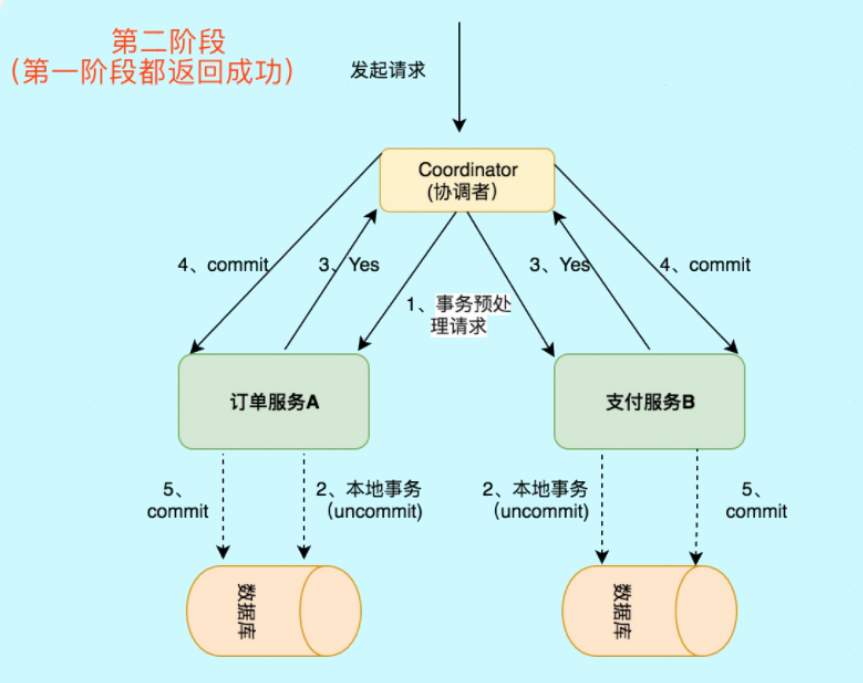 第二阶段
（第一阶段都返回成功）
发起请求
Coordinator
(协调者）
4、commit
3、Yes
3、Yes
4、commit
1、事务预处
理请求
订单服务A
支付服务B
5、
commit
2、本地事务
（uncommit)
2、本地事务
（uncommit)
5、
commit
数据库
数据库